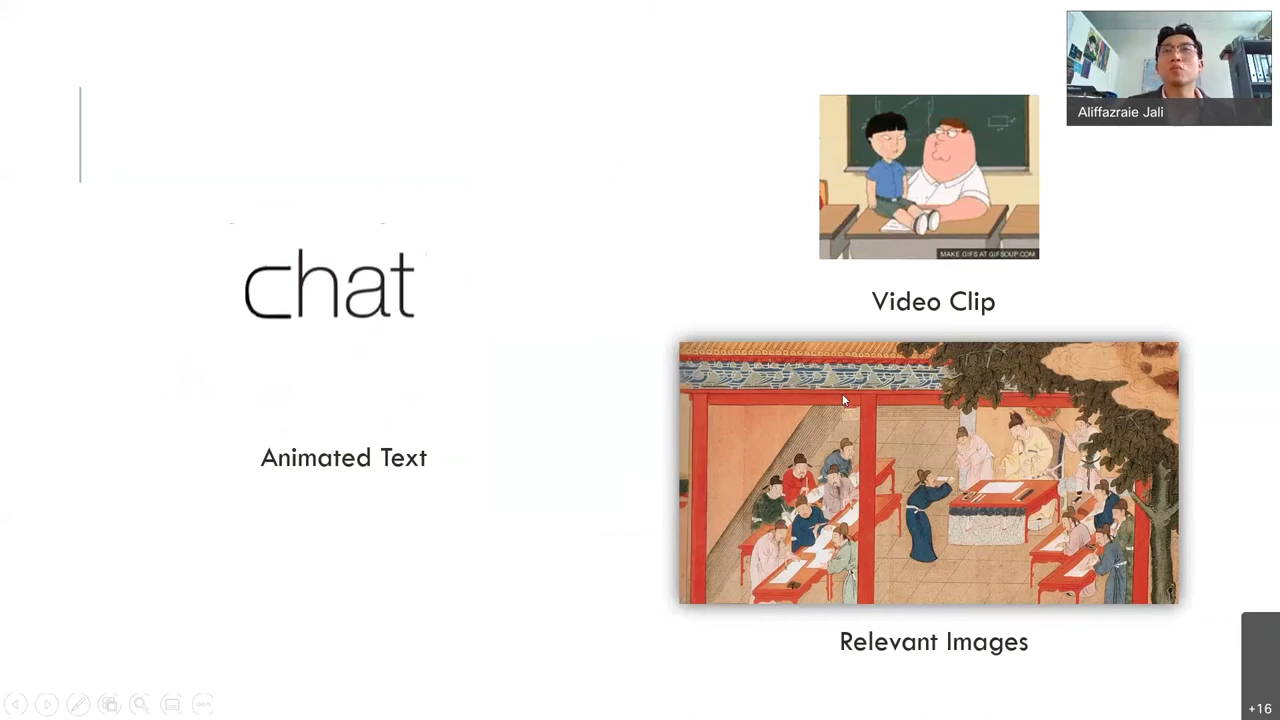 Aliffazraie Jali
MAKE GIFS AT GIFSOUP.COM
chat
Video Clip
Animated Text
Relevant Images
+16